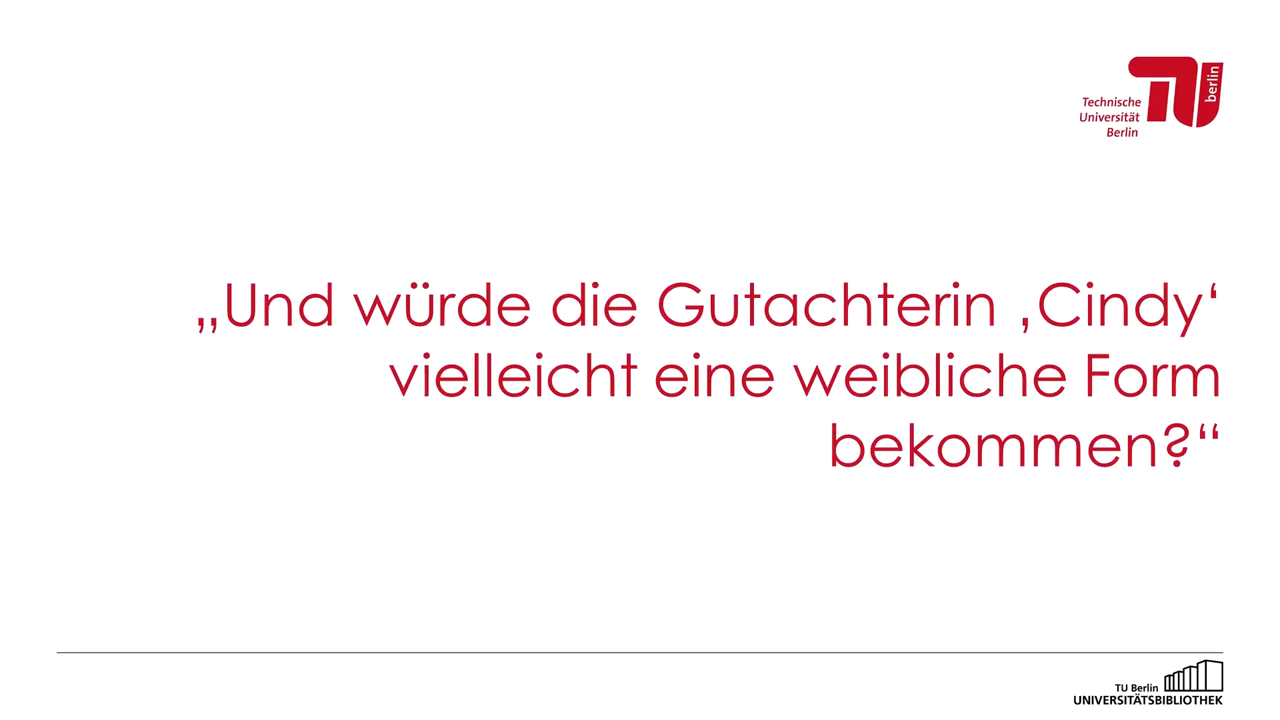 Technische
Universität
Berlin
berlin
„Und würde die Gutachterin ‚Cindy‘
vielleicht eine weibliche Form
bekommen?“
TU Berlin
UNIVERSITÄTSBIBLIOTHEK